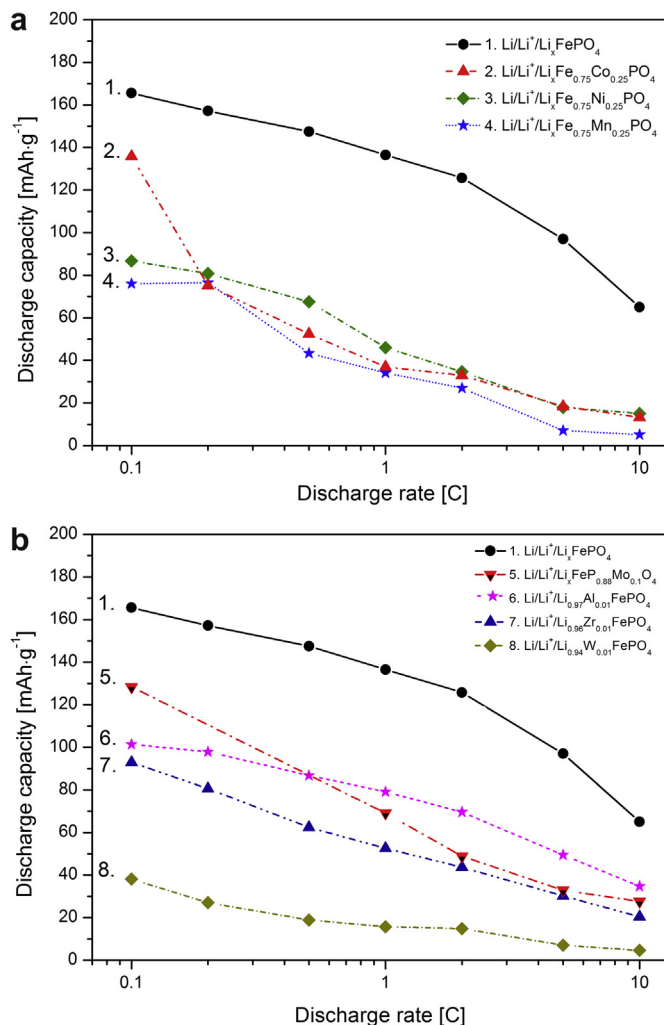 a
200
180
160
140
120
100
80
60
40
20
0
Discharge capacity [mAh·g⁻¹]
1.
2.
3.
4.
1. Li/Li⁺/LiₓFePO₄
2. Li/Li⁺/LiₓFe₀.₇₅Co₀.₂₅PO₄
3. Li/Li⁺/LiₓFe₀.₇₅Ni₀.₂₅PO₄
4. Li/Li⁺/LiₓFe₀.₇₅Mn₀.₂₅PO₄
0.1 1 10
Discharge rate [C]
b
200
180
160
140
120
100
80
60
40
20
0
Discharge capacity [mAh·g⁻¹]
1.
5.
6.
7.
8.
1. Li/Li⁺/LiₓFePO₄
5. Li/Li⁺/LiₓFeP₀.₈₈Mo₀.₁O₄
6. Li/Li⁺/Li₀.₉₇Al₀.₀₁FePO₄
7. Li/Li⁺/Li₀.₉₆Zr₀.₀₁FePO₄
8. Li/Li⁺/Li₀.₉₄W₀.₀₁FePO₄
0.1 1 10
Discharge rate [C]